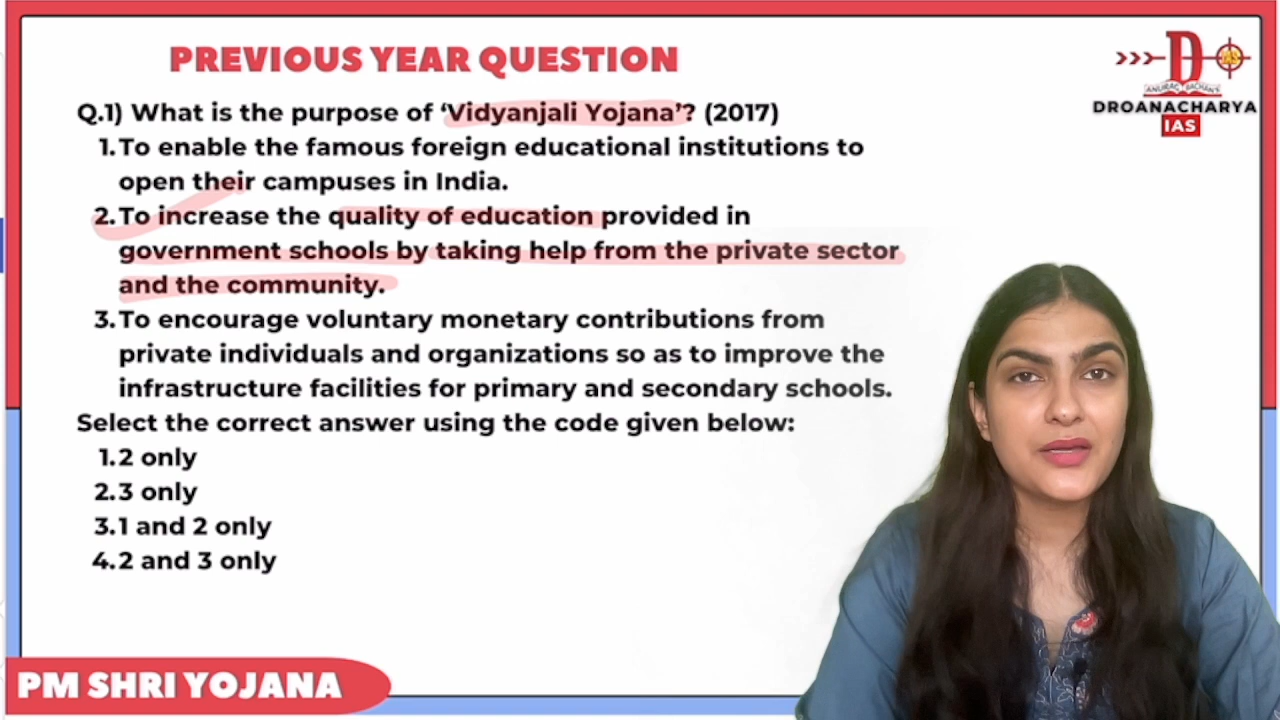 PREVIOUS YEAR QUESTION
Q.1) What is the purpose of ‘Vidyanjali Yojana’? (2017)
1. To enable the famous foreign educational institutions to
open their campuses in India.
2. To increase the quality of education provided in
government schools by taking help from the private sector
and the community.
3. To encourage voluntary monetary contributions from
private individuals and organizations so as to improve the
infrastructure facilities for primary and secondary schools.
Select the correct answer using the code given below:
1. 2 only
2. 3 only
3. 1 and 2 only
4. 2 and 3 only
PM SHRI YOJANA
D
IAS
ANURAG BACHAN'S
DROANACHARYA
IAS